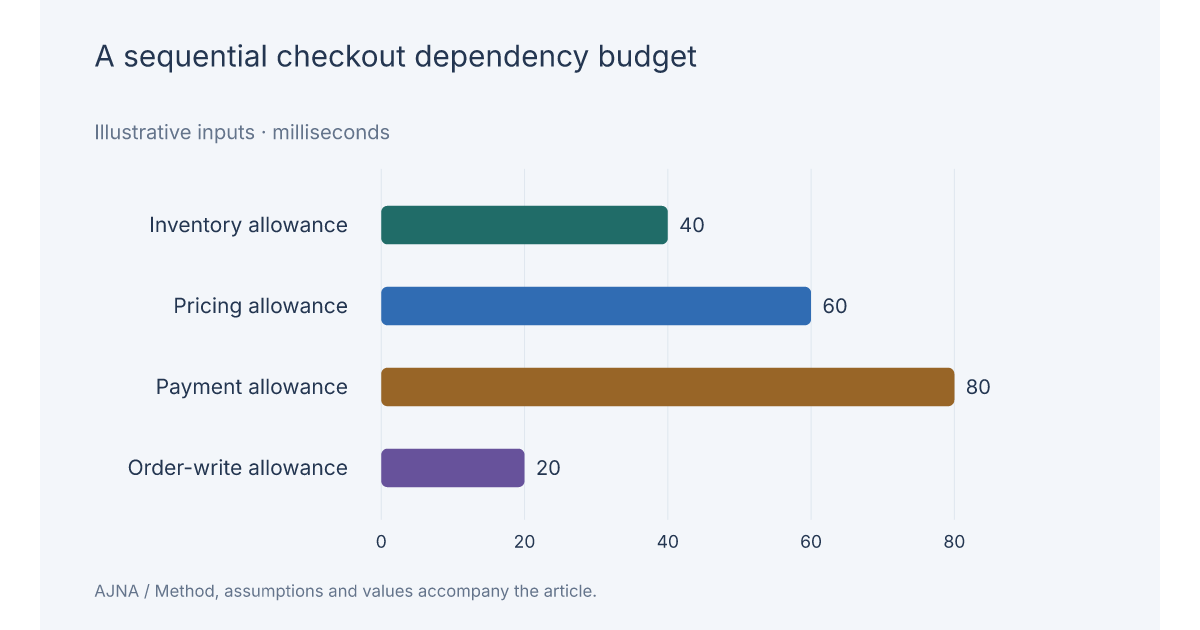 A sequential checkout dependency budget
Illustrative inputs · milliseconds
Inventory allowance 40
Pricing allowance 60
Payment allowance 80
Order-write allowance 20
0 20 40 60 80
AJNA / Method, assumptions and values accompany the article.